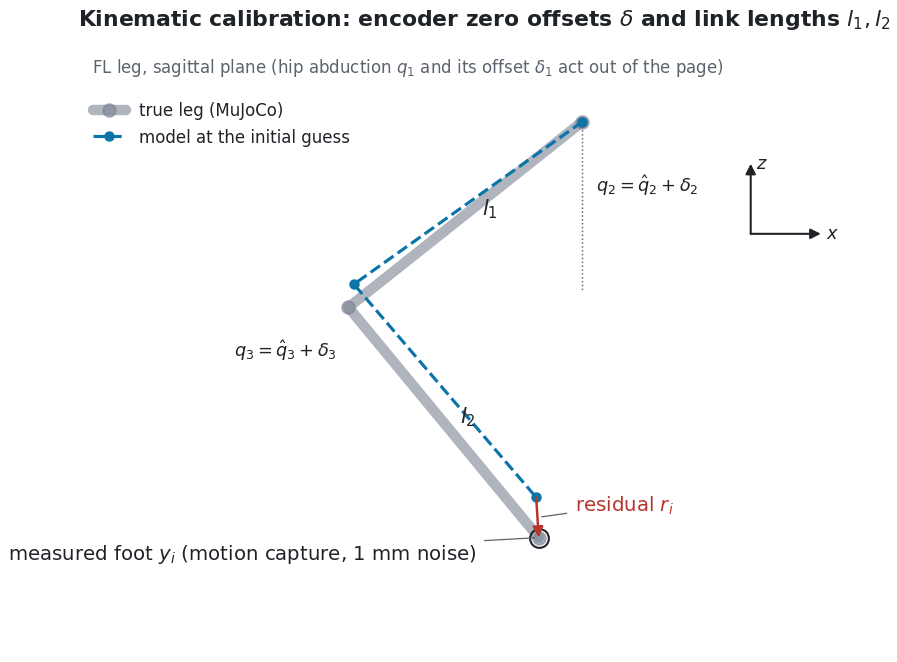 Kinematic calibration: encoder zero offsets δ and link lengths l₁, l₂
FL leg, sagittal plane (hip abduction q₁ and its offset δ₁ act out of the page)
true leg (MuJoCo)
model at the initial guess
z
q₂ = q̂₂ + δ₂
l₁
x
q₃ = q̂₃ + δ₃
l₂
residual rᵢ
measured foot yᵢ (motion capture, 1 mm noise)